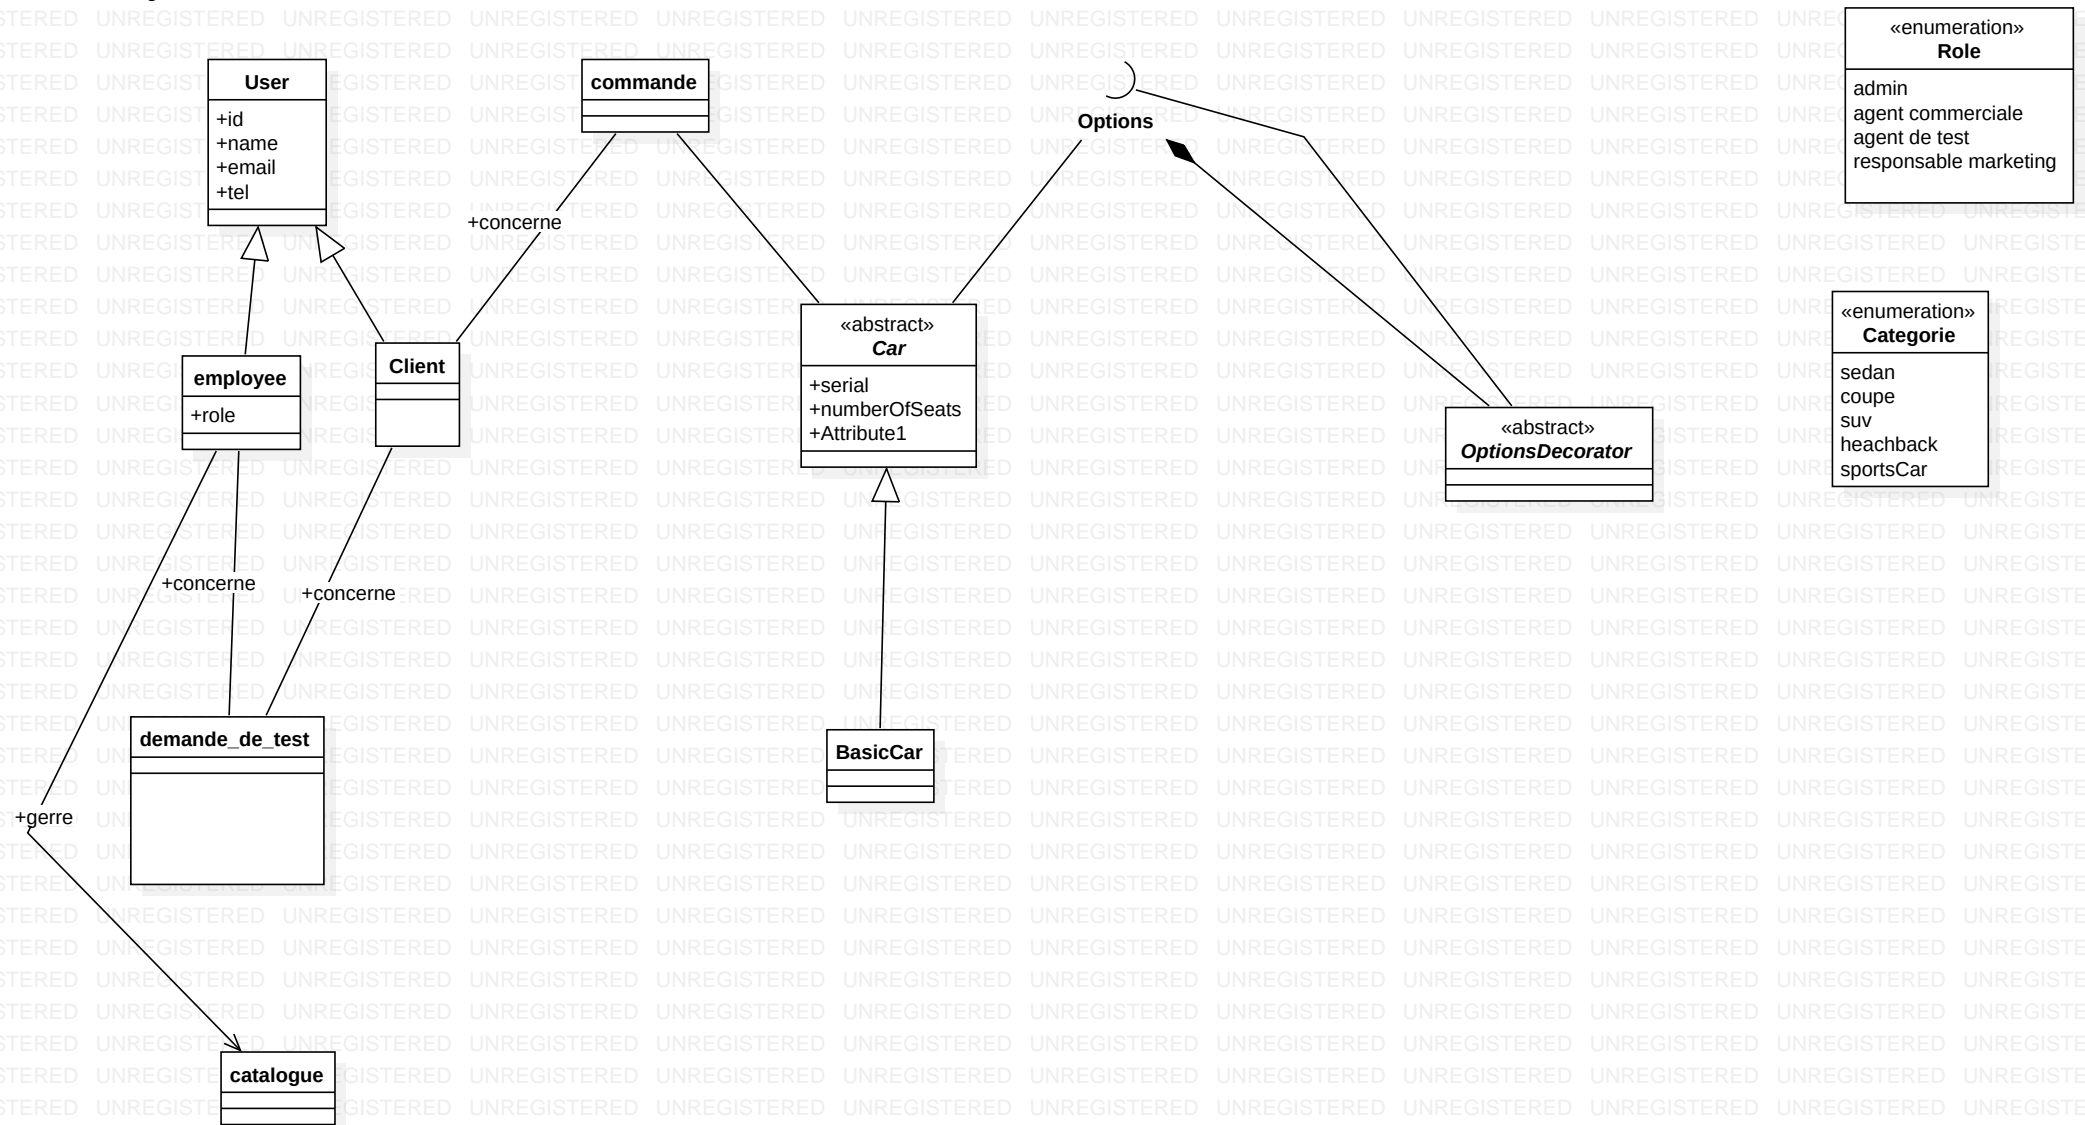 User
+id
+name
+email
+tel
commande
Options
«enumeration»
Role
admin
agent commerciale
agent de test
responsable marketing
+concerne
«enumeration»
Categorie
sedan
coupe
suv
heachback
sportsCar
employee
+role
Client
«abstract»
Car
+serial
+numberOfSeats
+Attribute1
«abstract»
OptionsDecorator
+concerne
+concerne
demande_de_test
BasicCar
+gerre
catalogue
UNREGISTERED